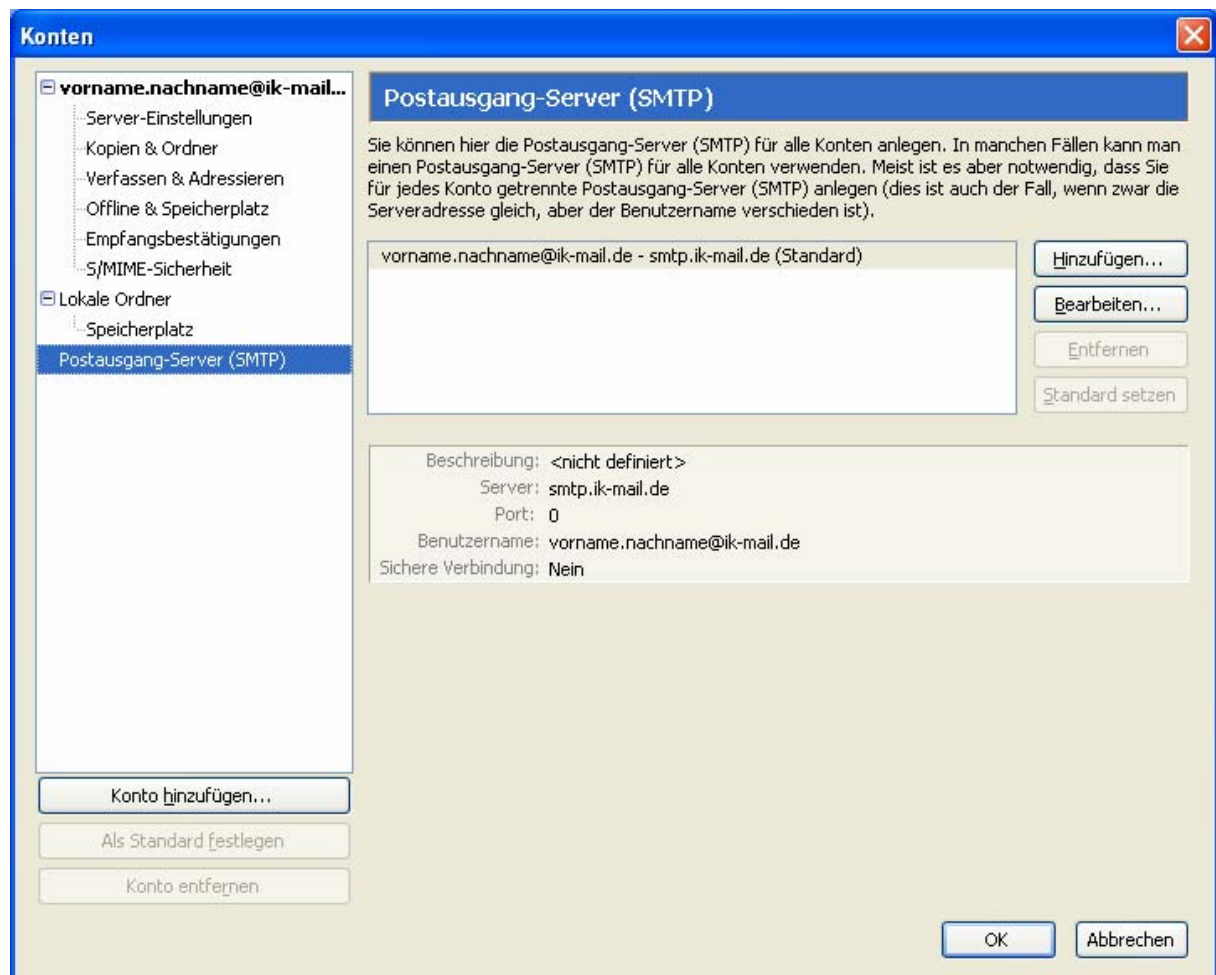 Konten
vorname.nachname@ik-mail...
Server-Einstellungen
Kopien & Ordner
Verfassen & Adressieren
Offline & Speicherplatz
Empfangsbestätigungen
S/MIME-Sicherheit
Lokale Ordner
Speicherplatz
Postausgang-Server (SMTP)
Konto hinzufügen...
Als Standard festlegen
Konto entfernen
Postausgang-Server (SMTP)
Sie können hier die Postausgang-Server (SMTP) für alle Konten anlegen. In manchen Fällen kann man
einen Postausgang-Server (SMTP) für alle Konten verwenden. Meist ist es aber notwendig, dass Sie
für jedes Konto getrennte Postausgang-Server (SMTP) anlegen (dies ist auch der Fall, wenn zwar die
Serveradresse gleich, aber der Benutzername verschieden ist).
vorname.nachname@ik-mail.de - smtp.ik-mail.de (Standard)
Hinzufügen...
Bearbeiten...
Entfernen
Standard setzen
Beschreibung: <nicht definiert>
Server: smtp.ik-mail.de
Port: 0
Benutzername: vorname.nachname@ik-mail.de
Sichere Verbindung: Nein
OK
Abbrechen